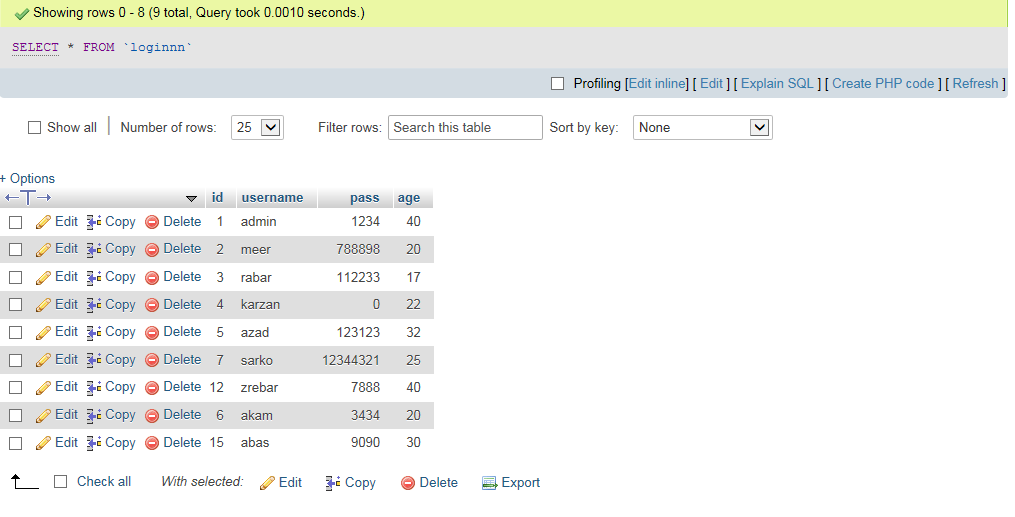 Showing rows 0 - 8 (9 total, Query took 0.0010 seconds.)
SELECT * FROM `loginnn`
Profiling [Edit inline] [ Edit ] [ Explain SQL ] [ Create PHP code ] [ Refresh ]
Show all | Number of rows: 25 Filter rows: Search this table Sort by key: None
+ Options
←T→ id username pass age
Edit Copy Delete 1 admin 1234 40
Edit Copy Delete 2 meer 788898 20
Edit Copy Delete 3 rabar 112233 17
Edit Copy Delete 4 karzan 0 22
Edit Copy Delete 5 azad 123123 32
Edit Copy Delete 7 sarko 12344321 25
Edit Copy Delete 12 zrebar 7888 40
Edit Copy Delete 6 akam 3434 20
Edit Copy Delete 15 abas 9090 30
Check all With selected: Edit Copy Delete Export